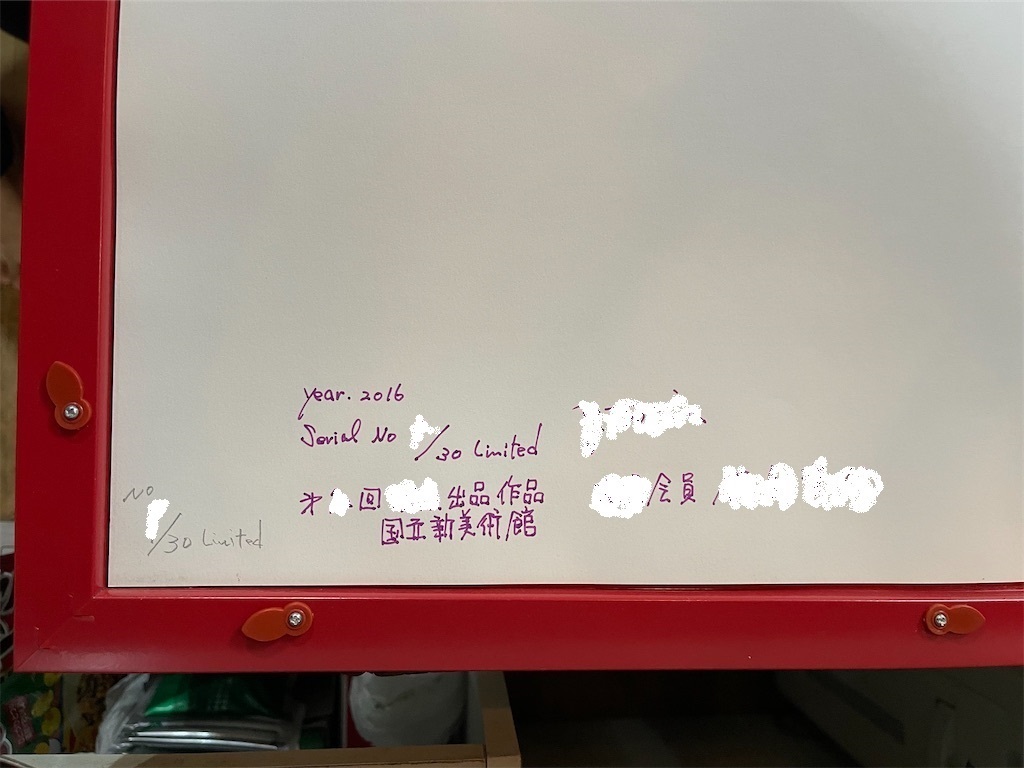 year. 2016
Serial No /30 Limited
才 回 出品作品
国立新美術館
会員
No
/30 Limited